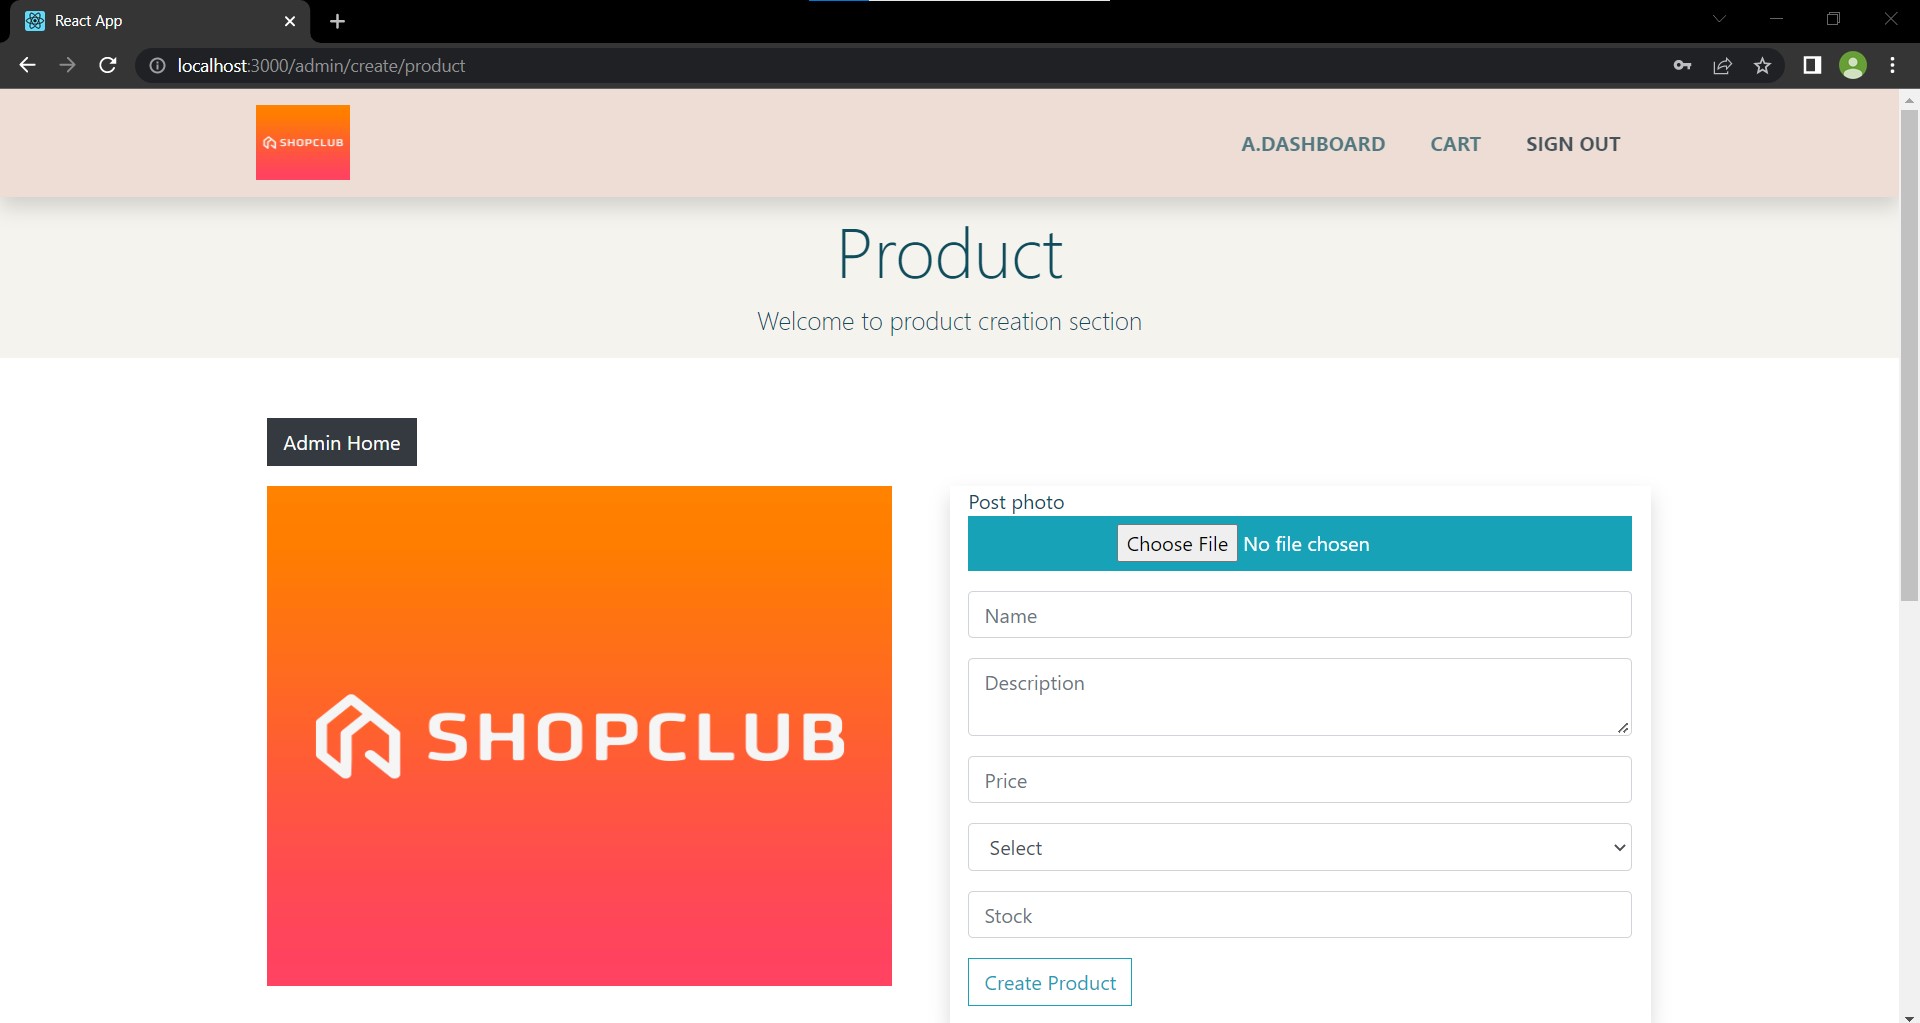 React App
localhost:3000/admin/create/product
SHOPCLUB
A.DASHBOARD
CART
SIGN OUT
Product
Welcome to product creation section
Admin Home
SHOPCLUB
Post photo
Choose File No file chosen
Name
Description
Price
Select
Stock
Create Product